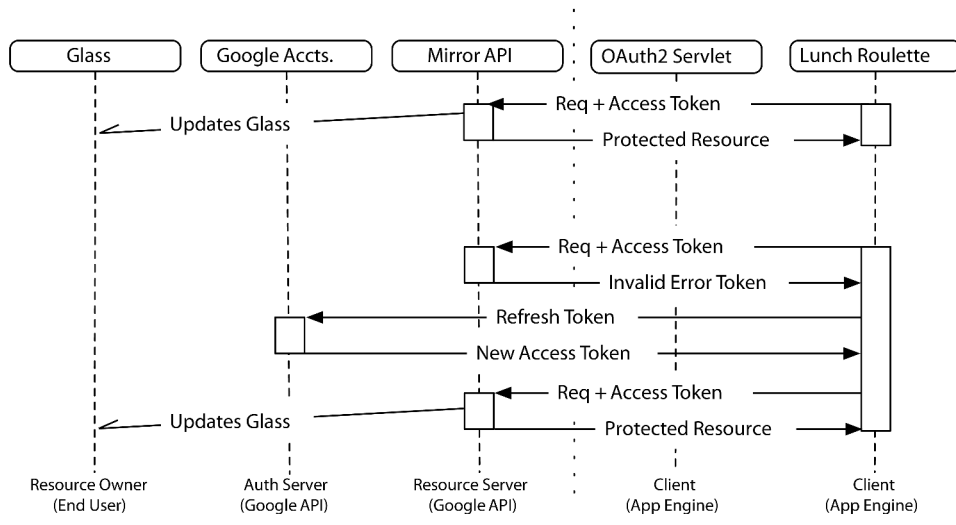 Glass
Google Accts.
Mirror API
OAuth2 Servlet
Lunch Roulette
Req + Access Token
Updates Glass
Protected Resource
Req + Access Token
Invalid Error Token
Refresh Token
New Access Token
Req + Access Token
Updates Glass
Protected Resource
Resource Owner
(End User)
Auth Server
(Google API)
Resource Server
(Google API)
Client
(App Engine)
Client
(App Engine)